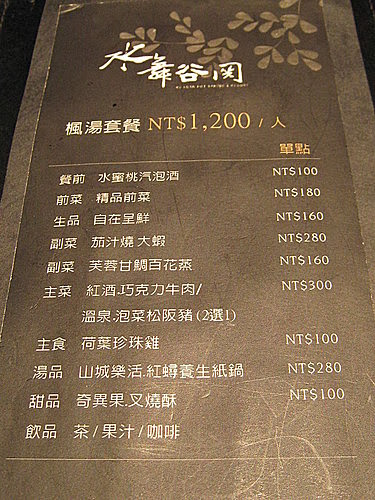 水舞谷関
楓湯套餐 NT$1,200 / 人
單點
餐前 水蜜桃汽泡酒 NT$100
前菜 精品前菜 NT$180
生品 自在呈鮮 NT$160
副菜 茄汁燒大蝦 NT$280
副菜 芙蓉甘鯛百花蒸 NT$160
主菜 紅酒.巧克力牛肉/ NT$300
溫泉.泡菜松阪豬(2選1)
主食 荷葉珍珠雞 NT$100
湯品 山城樂活.紅蟳養生紙鍋 NT$280
甜品 奇異果.叉燒酥 NT$100
飲品 茶/果汁/咖啡